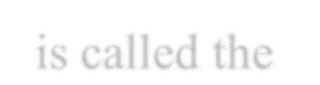 is called the